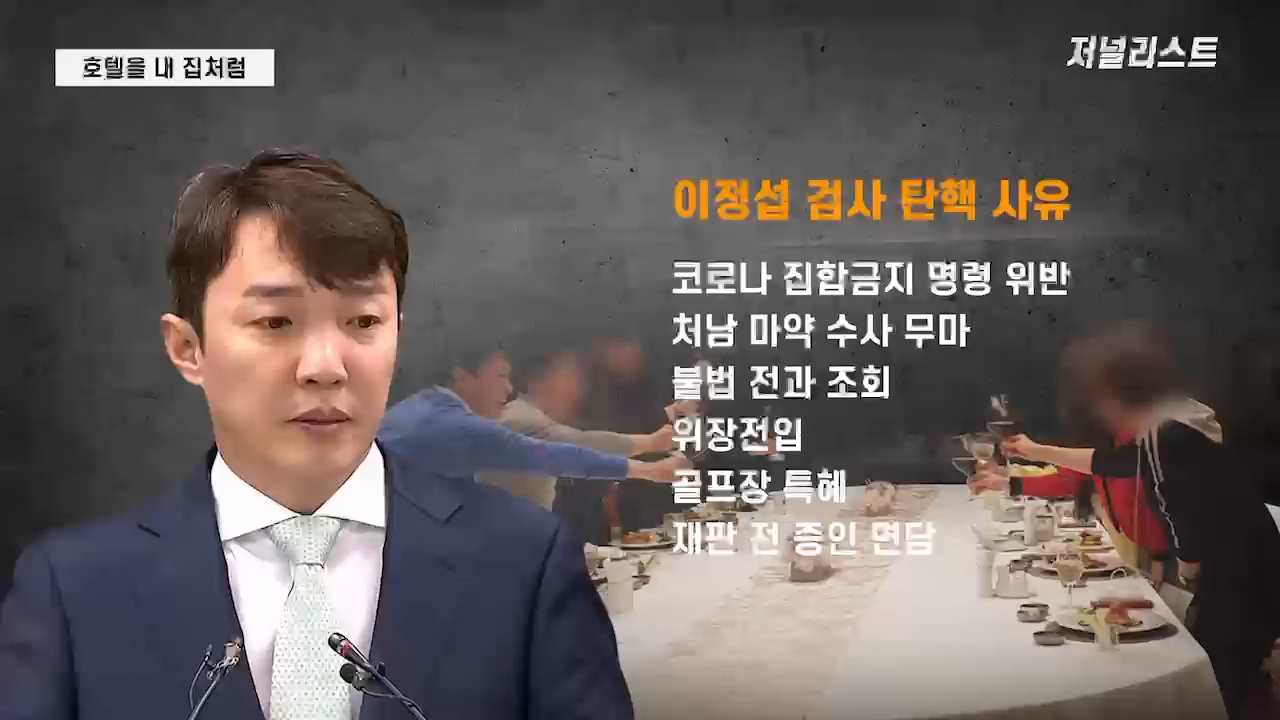 호텔을 내 집처럼
저널리스트
이정섭 검사 탄핵 사유
코로나 집합금지 명령 위반
처남 마약 수사 무마
불법 전과 조회
위장전입
골프장 특혜
재판 전 증인 면담